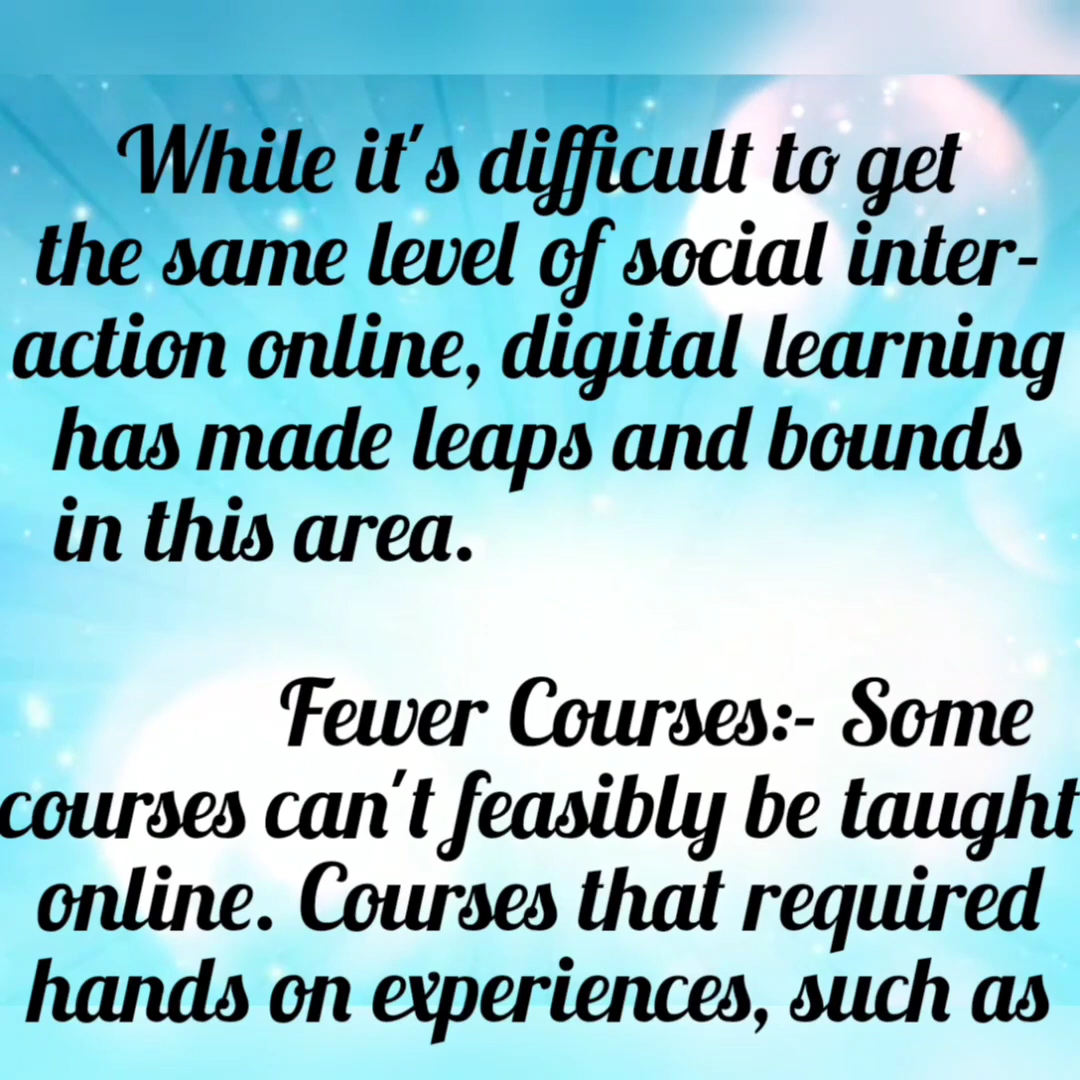 While it's difficult to get
the same level of social inter-
action online, digital learning
has made leaps and bounds
in this area.
Fewer Courses:- Some
courses can't feasibly be taught
online. Courses that required
hands on experiences, such as